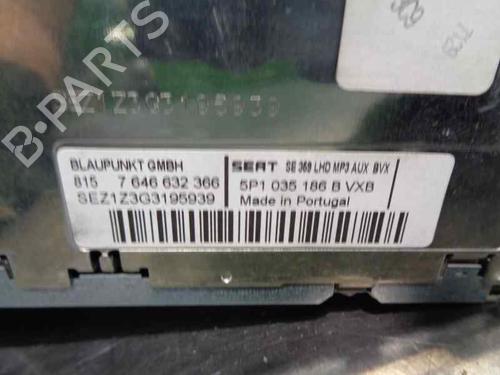 SEZ1Z3G3195939
BLAUPUNKT GMBH
815 7 646 632 366
SEZ1Z3G3195939
SEAT SE 369 LHD MP3 AUX BVX
5P1 035 186 B VXB
Made in Portugal
B-Parts